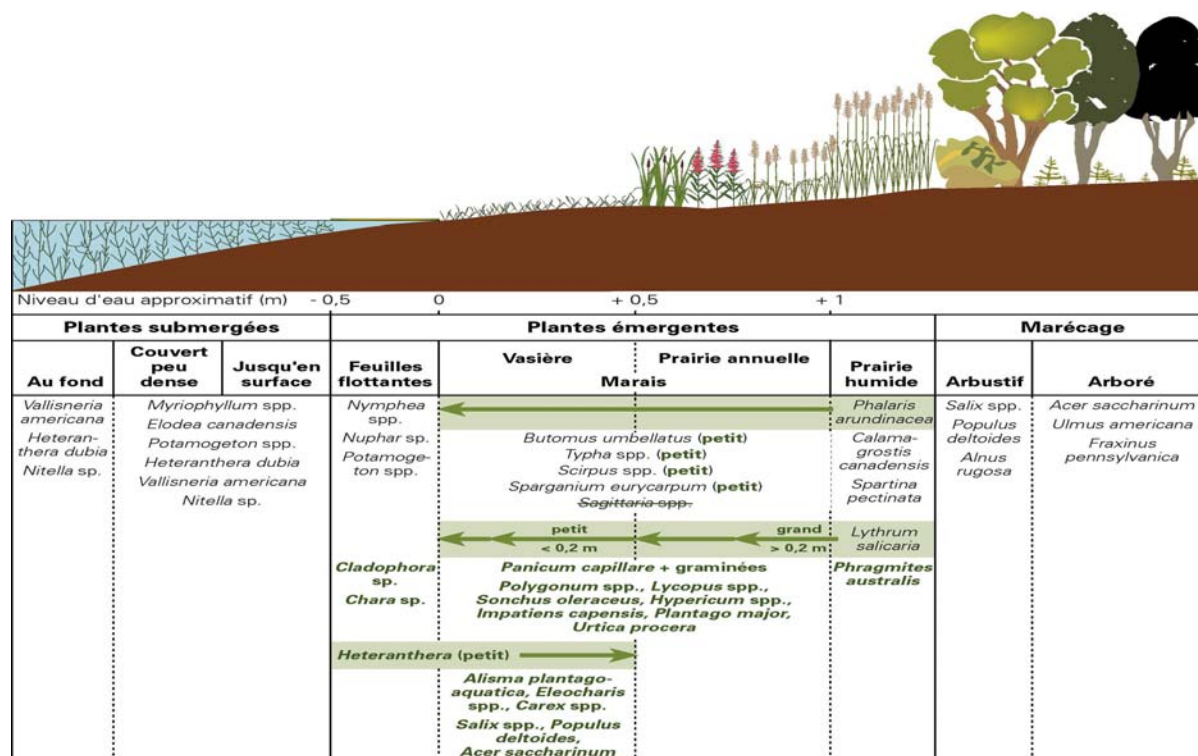 Niveau d'eau approximatif (m) - 0,5 0 + 0,5 + 1
Plantes submergées
Plantes émergentes
Marécage
Au fond
Couvert
peu
dense
Jusqu'en
surface
Feuilles
flottantes
Vasière
Prairie annuelle
Marais
Prairie
humide
Arbustif
Arboré
Vallisneria
americana
Heteran-
thera dubia
Nitella sp.
Myriophyllum spp.
Elodea canadensis
Potamogeton spp.
Heteranthera dubia
Vallisneria americana
Nitella sp.
Nymphea
spp.
Nuphar sp.
Potamoge-
ton spp.
Butomus umbellatus (petit)
Typha spp. (petit)
Scirpus spp. (petit)
Sparganium eurycarpum (petit)
Sagittaria spp.
Phalaris
arundinacea
Calama-
grostis
canadensis
Spartina
pectinata
Salix spp.
Populus
deltoides
Alnus
rugosa
Acer saccharinum
Ulmus americana
Fraxinus
pennsylvanica
petit
< 0,2 m
grand
> 0,2 m
Lythrum
salicaria
Cladophora
sp.
Chara sp.
Panicum capillare + graminées
Polygonum spp., Lycopus spp.,
Sonchus oleraceus, Hypericum spp.,
Impatiens capensis, Plantago major,
Urtica procera
Phragmites
australis
Heteranthera (petit)
Alisma plantago-
aquatica, Eleocharis
spp., Carex spp.
Salix spp., Populus
deltoides,
Acer saccharinum